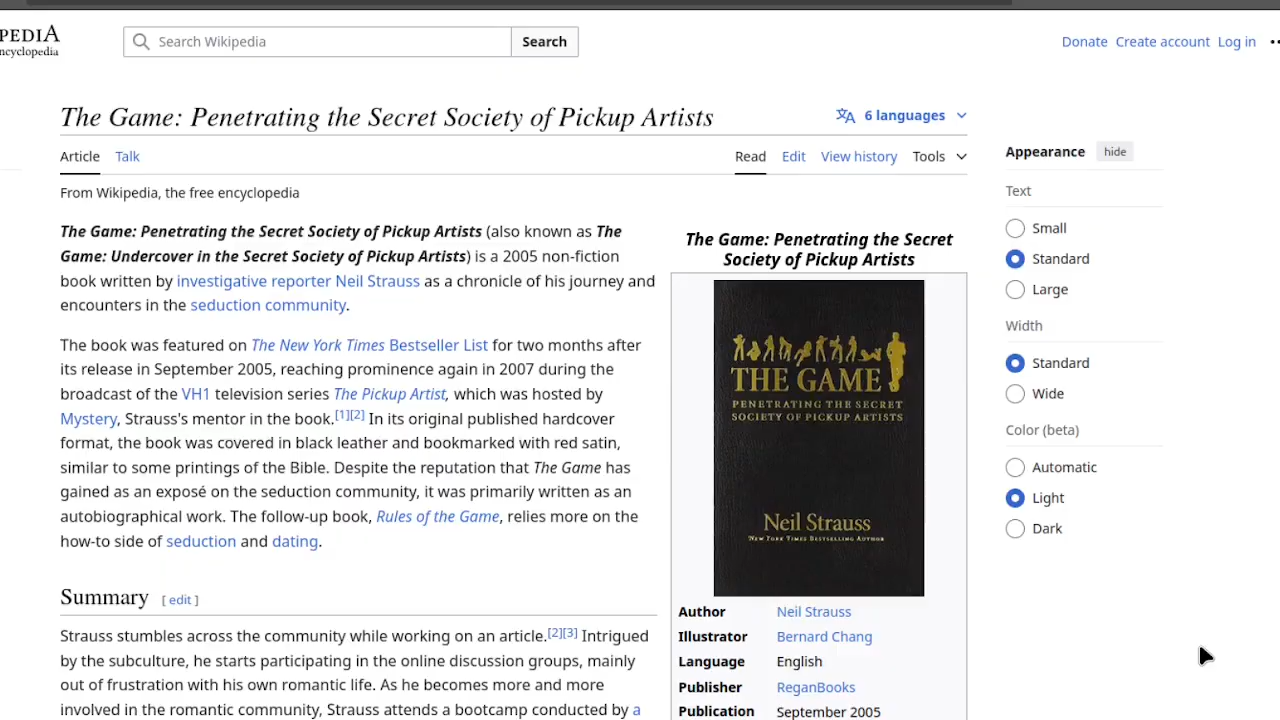 PEDIA
ncyclopedia
Search Wikipedia
Search
Donate Create account Log in
The Game: Penetrating the Secret Society of Pickup Artists
6 languages
Article Talk
Read Edit View history Tools
From Wikipedia, the free encyclopedia
The Game: Penetrating the Secret Society of Pickup Artists (also known as The
Game: Undercover in the Secret Society of Pickup Artists) is a 2005 non-fiction
book written by investigative reporter Neil Strauss as a chronicle of his journey and
encounters in the seduction community.
The book was featured on The New York Times Bestseller List for two months after
its release in September 2005, reaching prominence again in 2007 during the
broadcast of the VH1 television series The Pickup Artist, which was hosted by
Mystery, Strauss's mentor in the book.[1][2] In its original published hardcover
format, the book was covered in black leather and bookmarked with red satin,
similar to some printings of the Bible. Despite the reputation that The Game has
gained as an exposé on the seduction community, it was primarily written as an
autobiographical work. The follow-up book, Rules of the Game, relies more on the
how-to side of seduction and dating.
Summary [ edit ]
Strauss stumbles across the community while working on an article.[2][3] Intrigued
by the subculture, he starts participating in the online discussion groups, mainly
out of frustration with his own romantic life. As he becomes more and more
involved in the romantic community, Strauss attends a bootcamp conducted by a
The Game: Penetrating the Secret
Society of Pickup Artists
THE GAME
PENETRATING THE SECRET
SOCIETY OF PICKUP ARTISTS
Neil Strauss
NEW YORK TIMES BESTSELLING AUTHOR
Author Neil Strauss
Illustrator Bernard Chang
Language English
Publisher ReganBooks
Publication September 2005
Appearance hide
Text
Small
Standard
Large
Width
Standard
Wide
Color (beta)
Automatic
Light
Dark